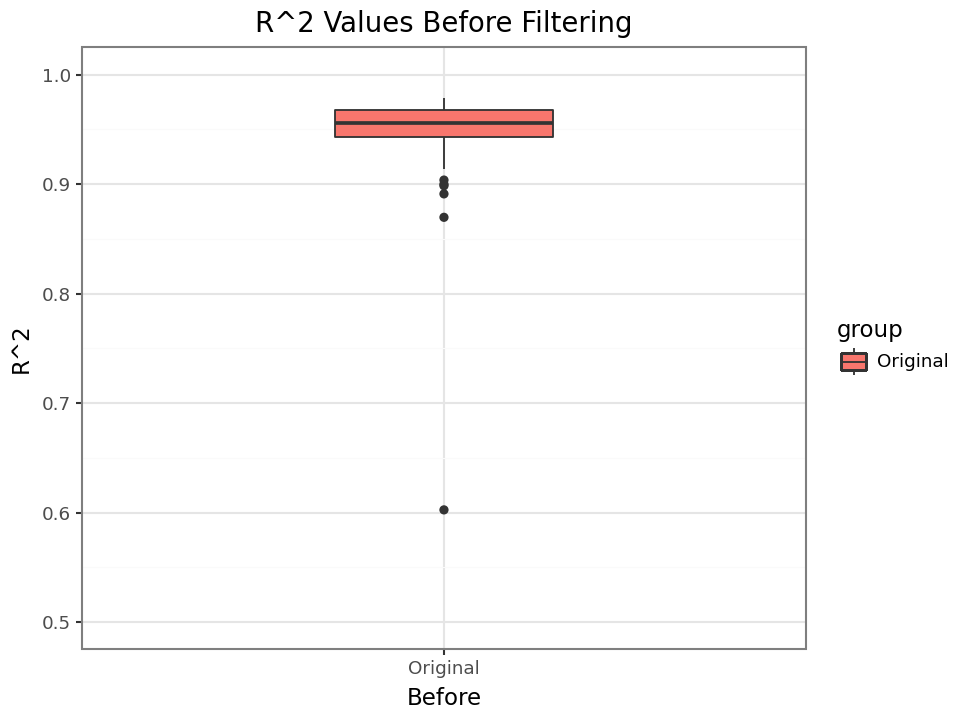 R^2 Values Before Filtering
1.0
0.9
0.8
0.7
0.6
0.5
R^2
Original
Before
group
Original